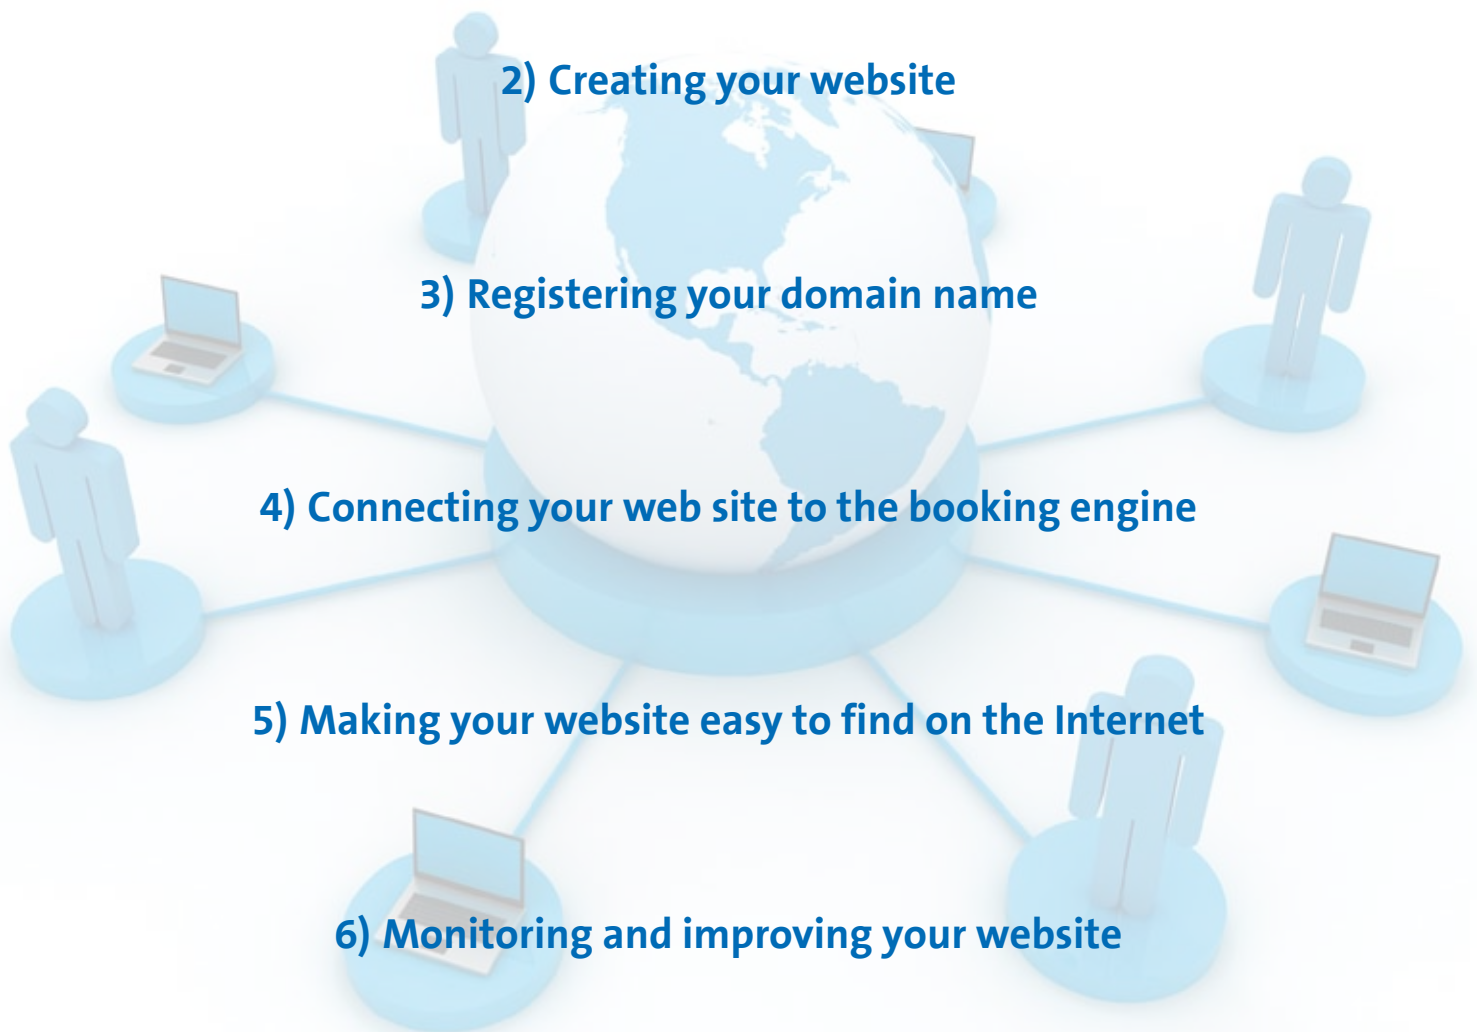 2) Creating your website
3) Registering your domain name
4) Connecting your web site to the booking engine
5) Making your website easy to find on the Internet
6) Monitoring and improving your website